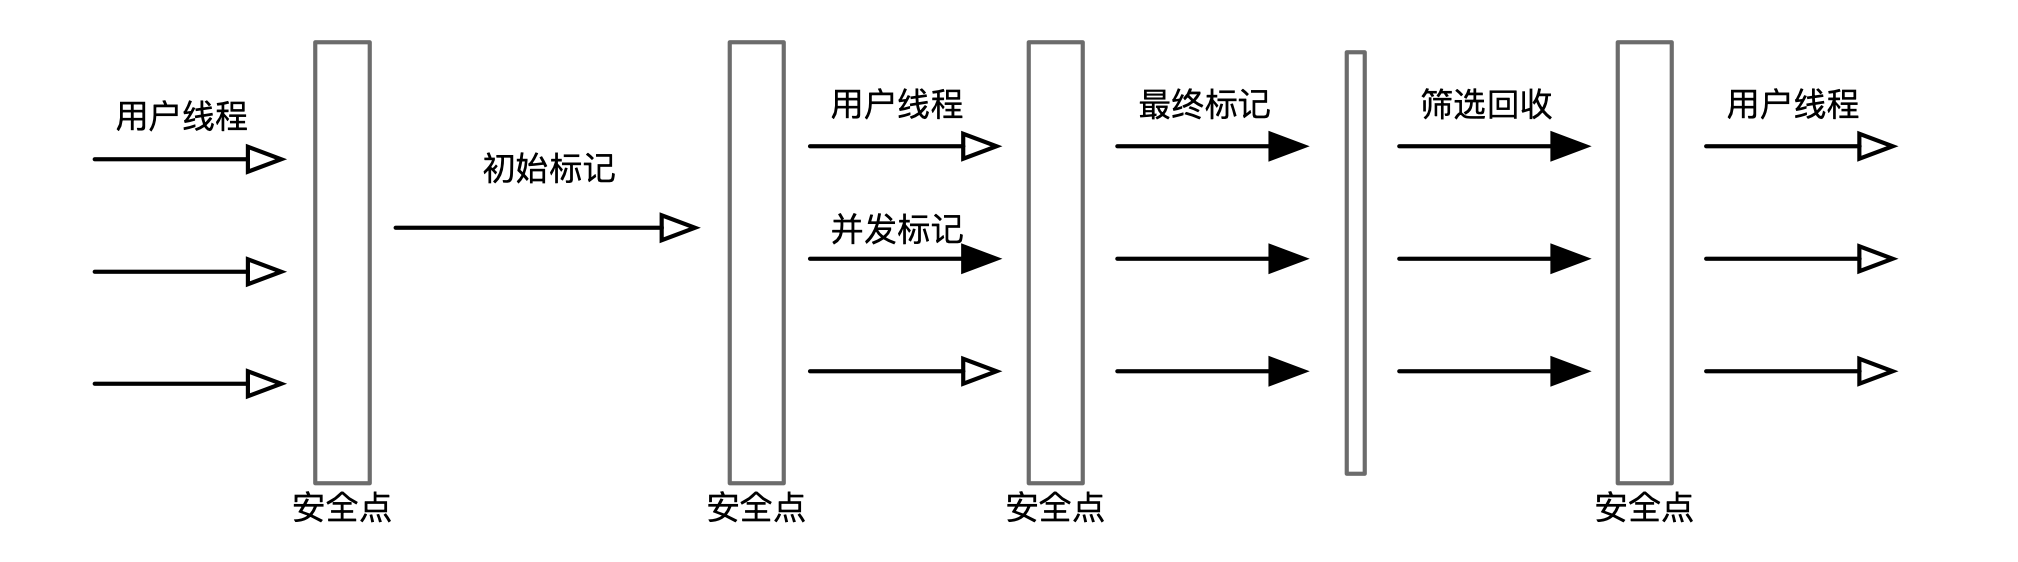 用户线程
初始标记
用户线程
并发标记
最终标记
筛选回收
用户线程
安全点
安全点
安全点
安全点